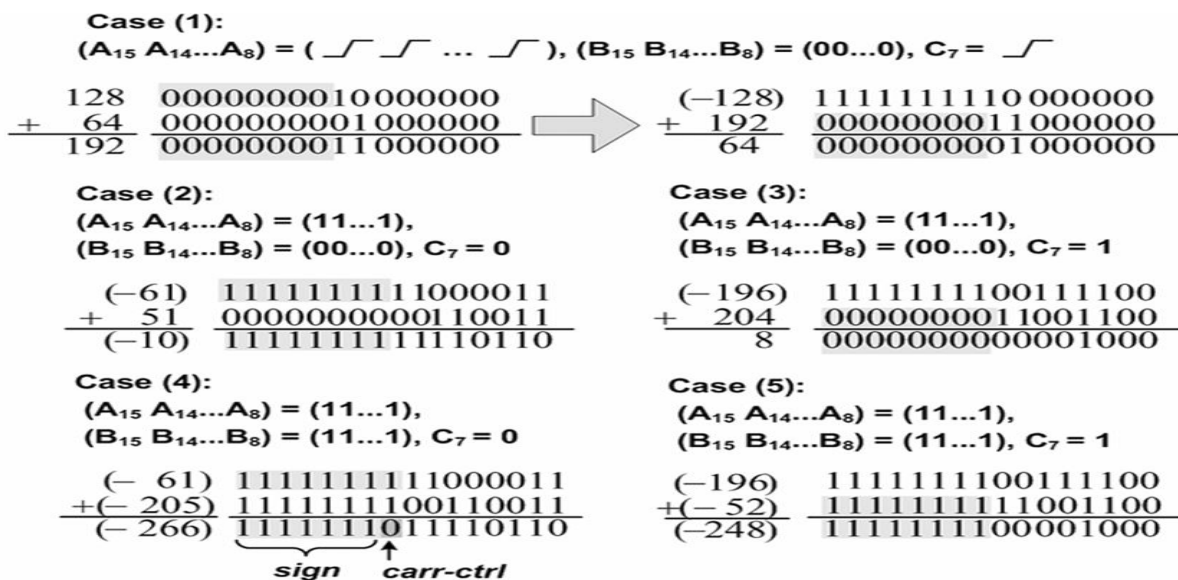 Case (1):
(A₁₅ A₁₄...A₈) = ( ... ), (B₁₅ B₁₄...B₈) = (00...0), C₇ =
128 0000000010000000
+ 64 0000000001000000
192 0000000011000000
(−128) 1111111110000000
+ 192 0000000011000000
64 0000000001000000
Case (2):
(A₁₅ A₁₄...A₈) = (11...1),
(B₁₅ B₁₄...B₈) = (00...0), C₇ = 0
(−61) 1111111111000011
+ 51 0000000000110011
(−10) 1111111111110110
Case (3):
(A₁₅ A₁₄...A₈) = (11...1),
(B₁₅ B₁₄...B₈) = (00...0), C₇ = 1
(−196) 1111111100111100
+ 204 0000000011001100
8 0000000000001000
Case (4):
(A₁₅ A₁₄...A₈) = (11...1),
(B₁₅ B₁₄...B₈) = (11...1), C₇ = 0
(− 61) 1111111111000011
+(− 205) 1111111100110011
(− 266) 1111111011110110
sign carr-ctrl
Case (5):
(A₁₅ A₁₄...A₈) = (11...1),
(B₁₅ B₁₄...B₈) = (11...1), C₇ = 1
(−196) 1111111100111100
+(− 52) 1111111111001100
(−248) 1111111100001000